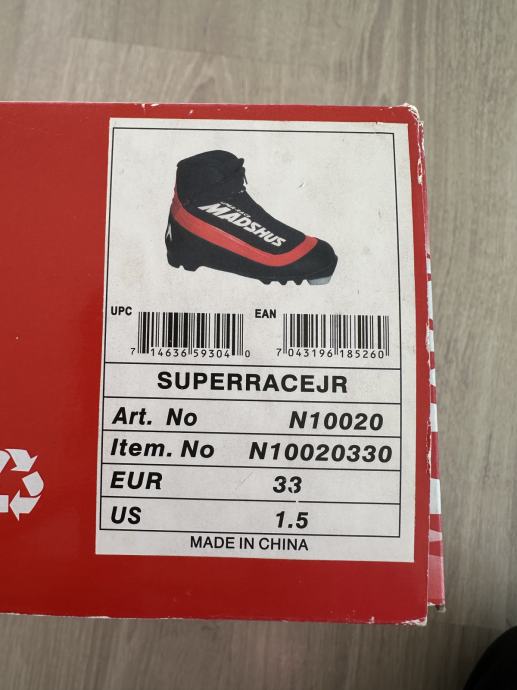 MADSHUS
UPC
EAN
7 14636 59304 0
7 043196 185260
SUPERRACEJR
Art. No N10020
Item. No N10020330
EUR 33
US 1.5
MADE IN CHINA